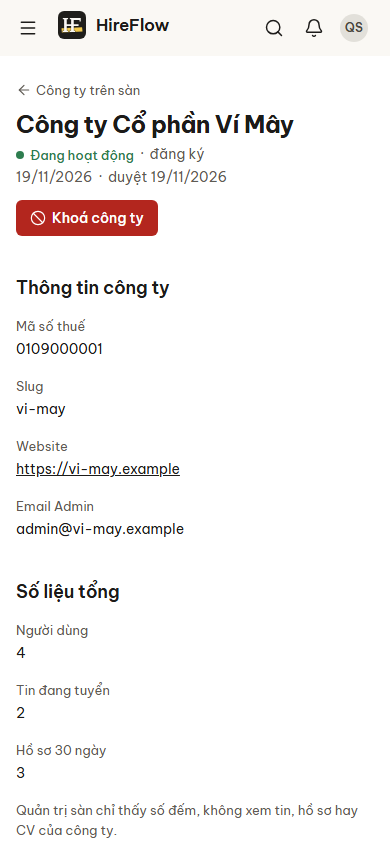 HF
HireFlow
QS
← Công ty trên sàn
Công ty Cổ phần Ví Mây
Đang hoạt động · đăng ký
19/11/2026 · duyệt 19/11/2026
Khoá công ty
Thông tin công ty
Mã số thuế
0109000001
Slug
vi-may
Website
https://vi-may.example
Email Admin
admin@vi-may.example
Số liệu tổng
Người dùng
4
Tin đang tuyển
2
Hồ sơ 30 ngày
3
Quản trị sàn chỉ thấy số đếm, không xem tin, hồ sơ hay
CV của công ty.